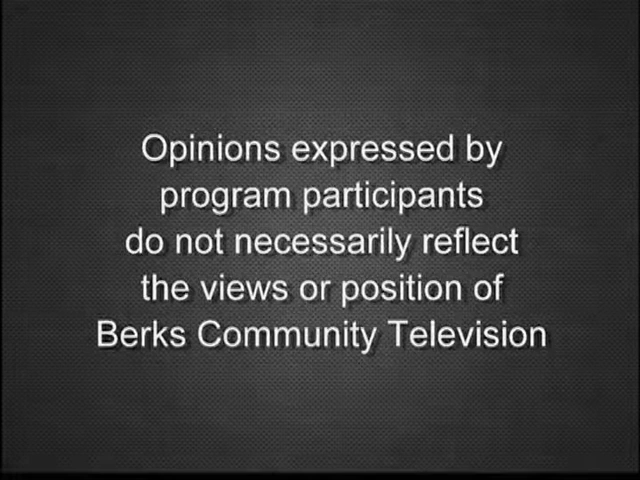 Opinions expressed by
program participants
do not necessarily reflect
the views or position of
Berks Community Television